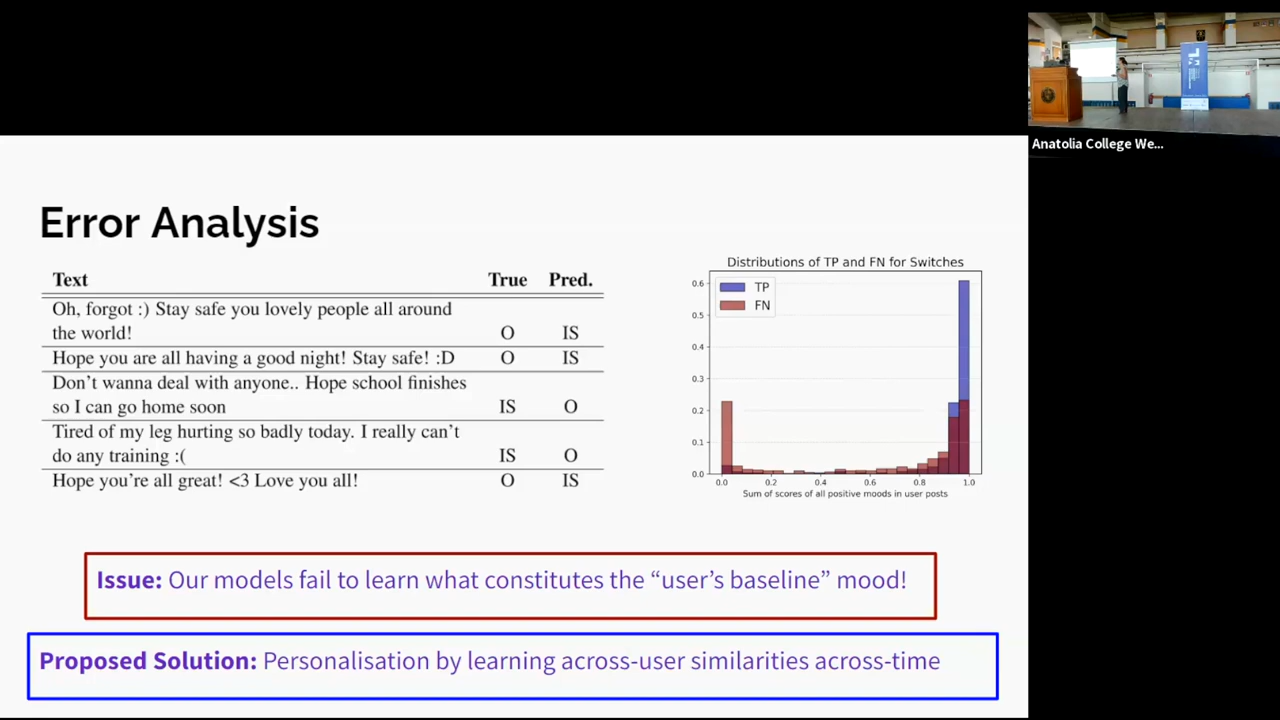 Anatolia College We...
Error Analysis
Text True Pred.
Oh, forgot :) Stay safe you lovely people all around
the world! O IS
Hope you are all having a good night! Stay safe! :D O IS
Don't wanna deal with anyone.. Hope school finishes
so I can go home soon IS O
Tired of my leg hurting so badly today. I really can't
do any training :( IS O
Hope you're all great! <3 Love you all! O IS
Distributions of TP and FN for Switches
TP
FN
0.6
0.5
0.4
0.3
0.2
0.1
0.0
0.0 0.2 0.4 0.6 0.8 1.0
Sum of scores of all positive moods in user posts
Issue: Our models fail to learn what constitutes the “user's baseline” mood!
Proposed Solution: Personalisation by learning across-user similarities across-time